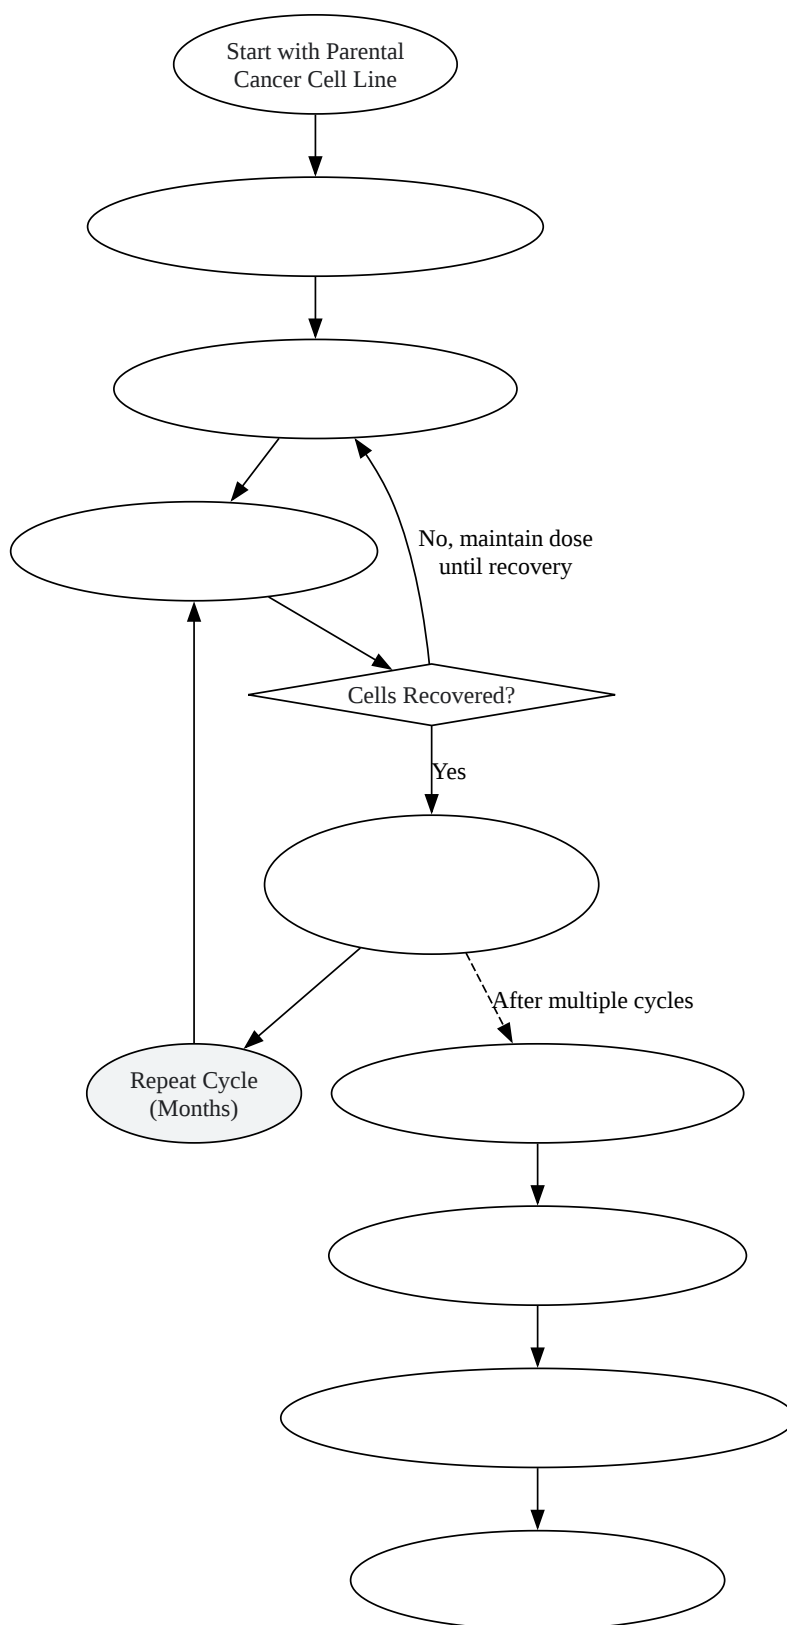 Start with Parental
Cancer Cell Line
No, maintain dose
until recovery
Cells Recovered?
Yes
After multiple cycles
Repeat Cycle
(Months)